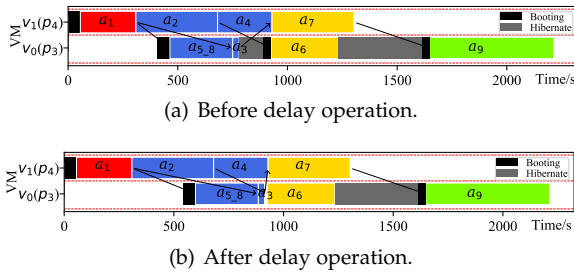 VM
v₁(p₄)
v₀(p₃)
a₁
a₂
a₄
a₇
a₅_₈
a₃
a₆
a₉
Booting
Hibernate
0
500
1000
1500
2000
Time/s
(a) Before delay operation.
VM
v₁(p₄)
v₀(p₃)
a₁
a₂
a₄
a₇
a₅_₈
a₃
a₆
a₉
Booting
Hibernate
0
500
1000
1500
2000
Time/s
(b) After delay operation.